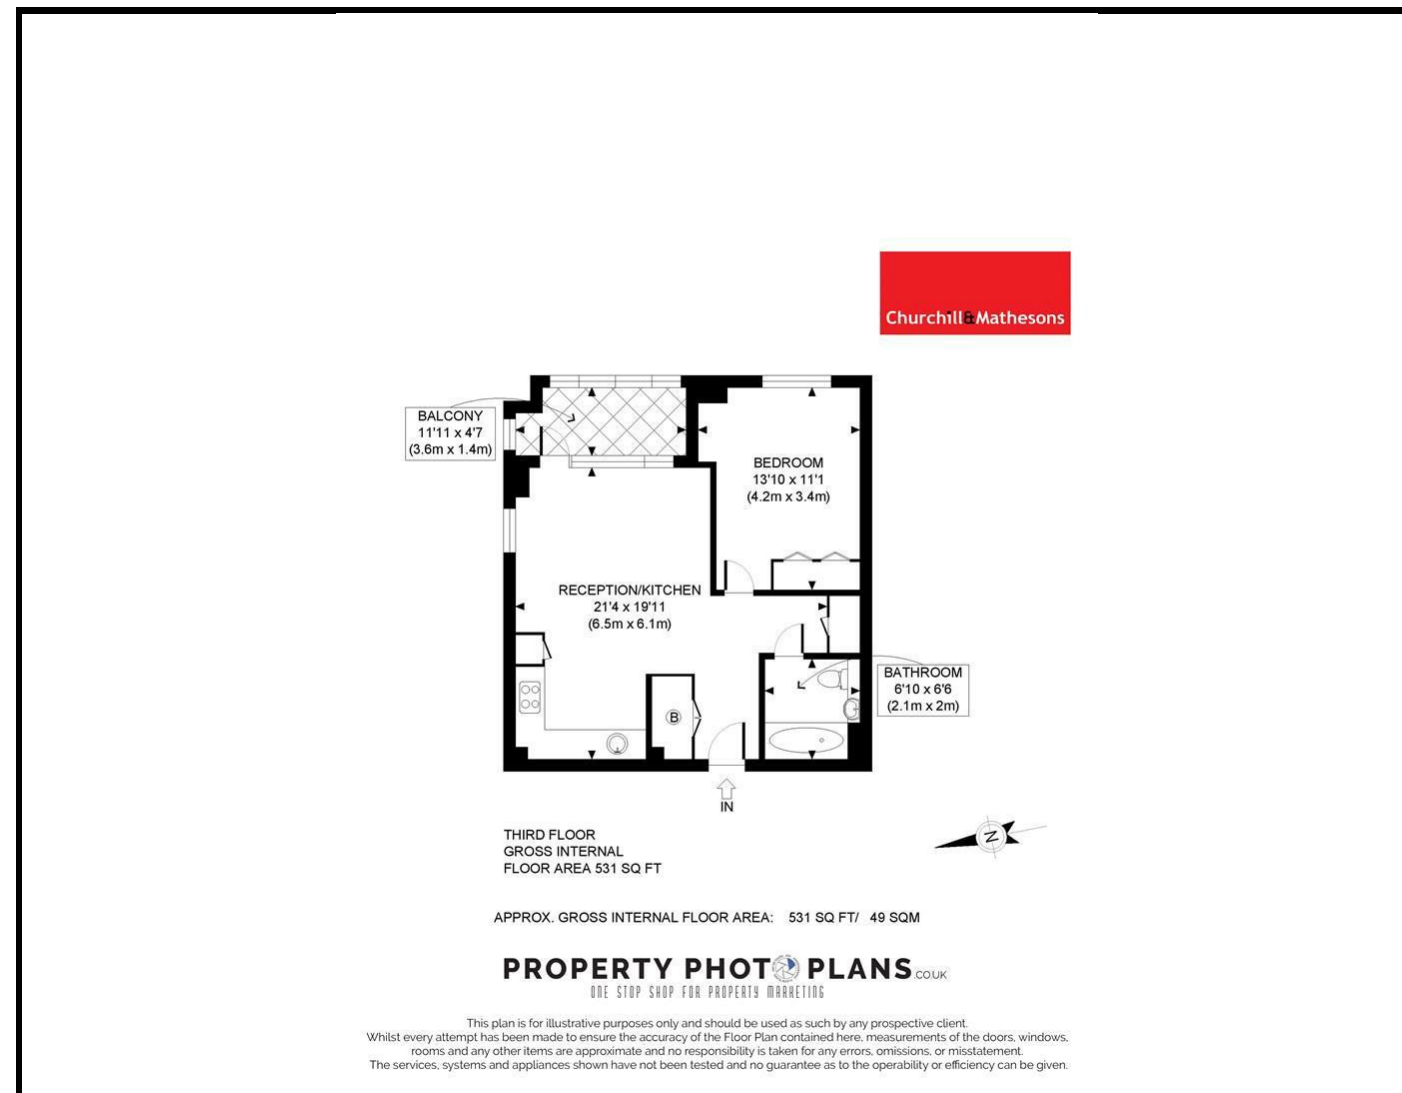 Churchill&Mathesons
BALCONY
11'11 x 4'7
(3.6m x 1.4m)
BEDROOM
13'10 x 11'1
(4.2m x 3.4m)
RECEPTION/KITCHEN
21'4 x 19'11
(6.5m x 6.1m)
BATHROOM
6'10 x 6'6
(2.1m x 2m)
B
IN
N
THIRD FLOOR
GROSS INTERNAL
FLOOR AREA 531 SQ FT
APPROX. GROSS INTERNAL FLOOR AREA: 531 SQ FT/ 49 SQM
PROPERTY PHOTO PLANS.CO.UK
ONE STOP SHOP FOR PROPERTY MARKETING
This plan is for illustrative purposes only and should be used as such by any prospective client.
Whilst every attempt has been made to ensure the accuracy of the Floor Plan contained here, measurements of the doors, windows,
rooms and any other items are approximate and no responsibility is taken for any errors, omissions, or misstatement.
The services, systems and appliances shown have not been tested and no guarantee as to the operability or efficiency can be given.